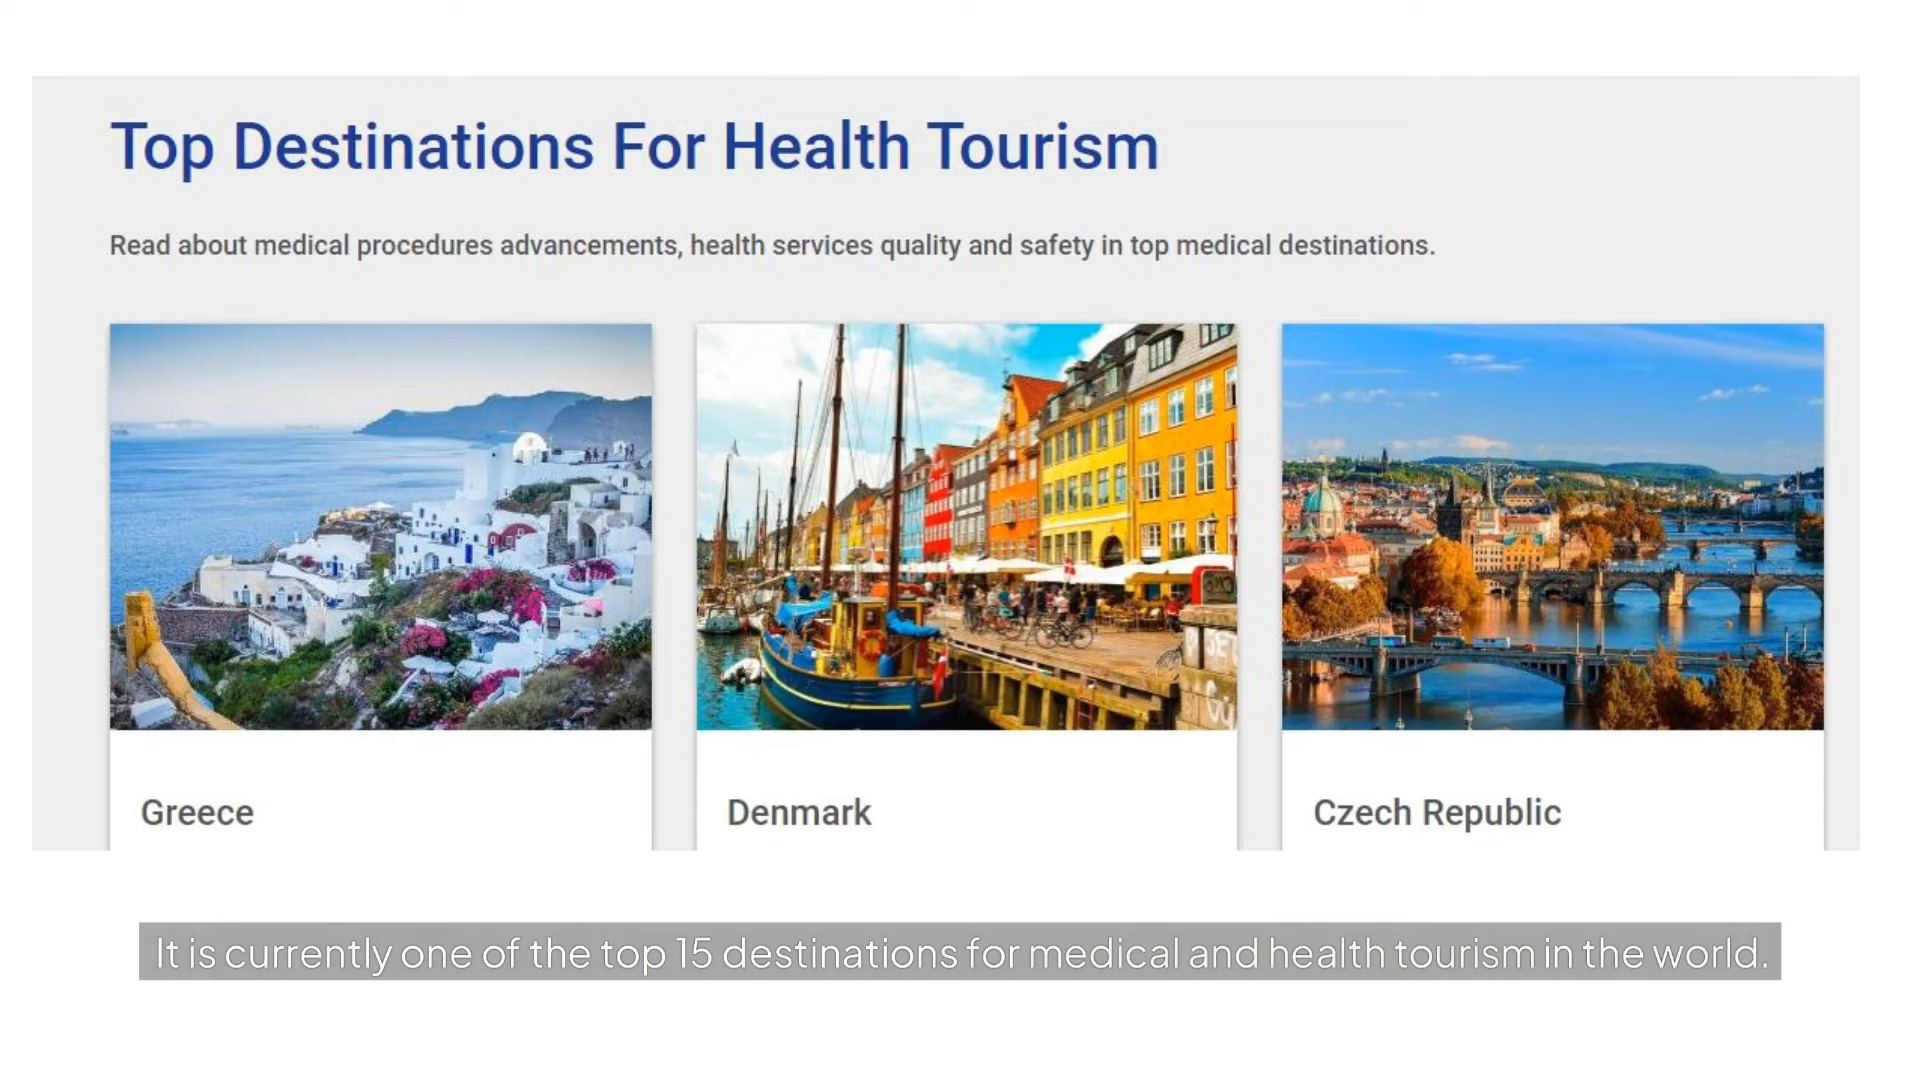 Top Destinations For Health Tourism
Read about medical procedures advancements, health services quality and safety in top medical destinations.
Greece
Denmark
Czech Republic
It is currently one of the top 15 destinations for medical and health tourism in the world.